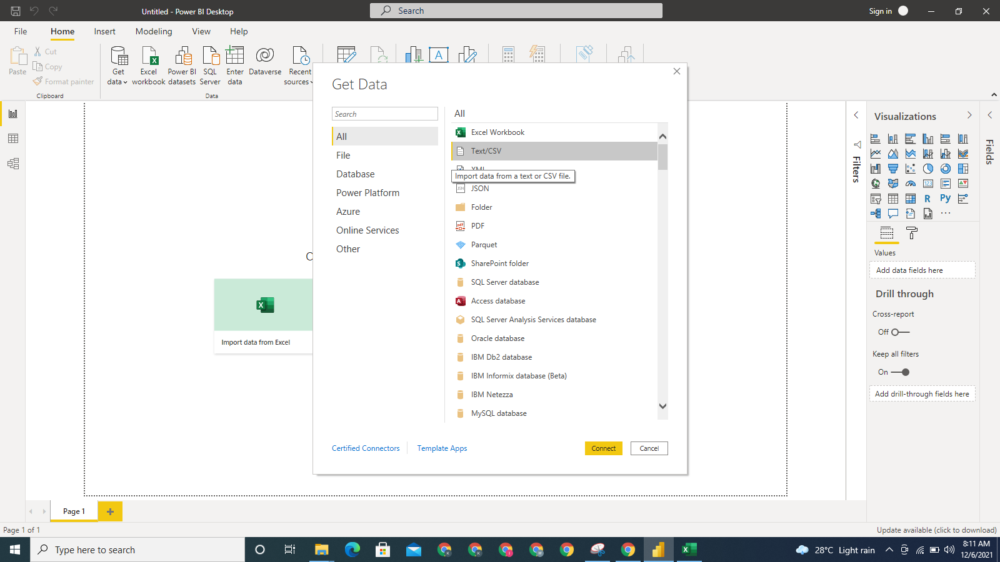 Untitled - Power BI Desktop
Search
Sign in
File
Home
Insert
Modeling
View
Help
Paste
Cut
Copy
Format painter
Clipboard
Get
data
Excel
workbook
Power BI
datasets
SQL
Server
Enter
data
Dataverse
Recent
sources
Data
Get Data
Search
All
File
Database
Power Platform
Azure
Online Services
Other
All
Excel Workbook
Text/CSV
Import data from a text or CSV file.
JSON
Folder
PDF
Parquet
SharePoint folder
SQL Server database
Access database
SQL Server Analysis Services database
Oracle database
IBM Db2 database
IBM Informix database (Beta)
IBM Netezza
MySQL database
Certified Connectors
Template Apps
Connect
Cancel
Import data from Excel
Filters
Visualizations
Fields
Values
Add data fields here
Drill through
Cross-report
Off
Keep all filters
On
Add drill-through fields here
Page 1
Page 1 of 1
Update available (click to download)
Type here to search
28°C Light rain
8:11 AM
12/6/2021